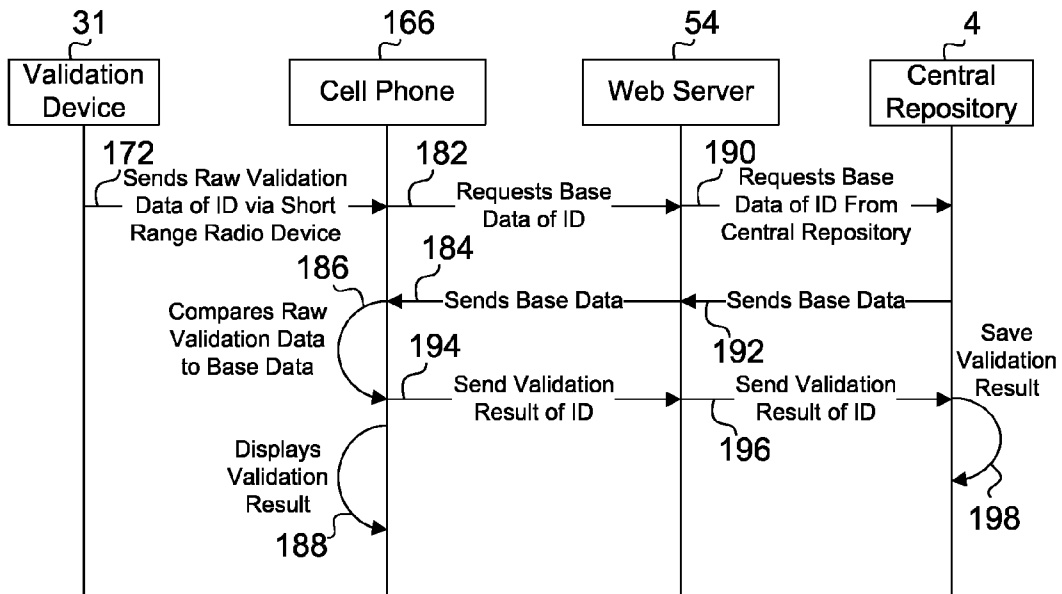 31
166
54
4
Validation
Device
Cell Phone
Web Server
Central
Repository
172
Sends Raw Validation
Data of ID via Short
Range Radio Device
182
Requests Base
Data of ID
190
Requests Base
Data of ID From
Central Repository
186
184
Sends Base Data
Sends Base Data
192
Compares Raw
Validation Data
to Base Data
194
Send Validation
Result of ID
Send Validation
Result of ID
196
Save
Validation
Result
198
Displays
Validation
Result
188